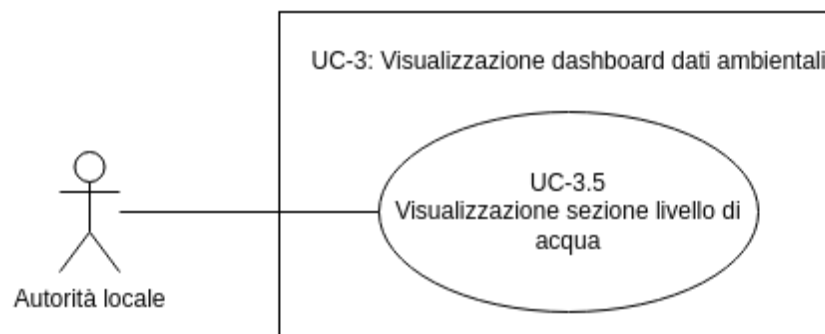 UC-3: Visualizzazione dashboard dati ambientali
UC-3.5
Visualizzazione sezione livello di
acqua
Autorità locale